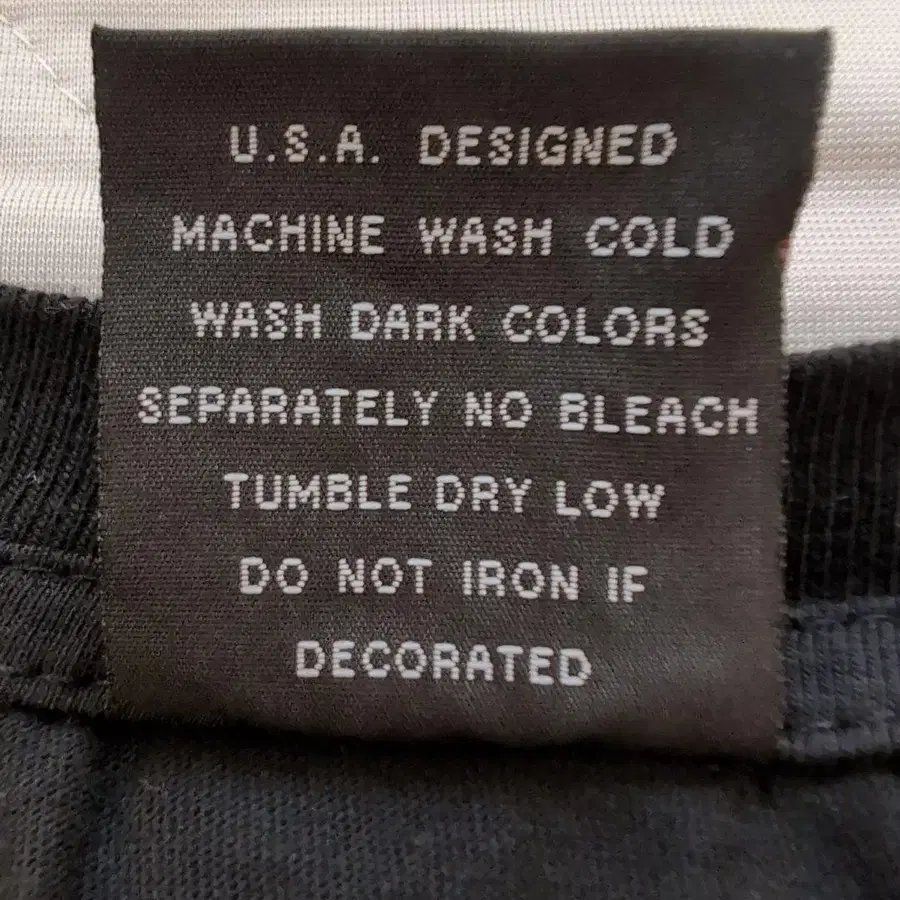 U.S.A. DESIGNED
MACHINE WASH COLD
WASH DARK COLORS
SEPARATELY NO BLEACH
TUMBLE DRY LOW
DO NOT IRON IF
DECORATED